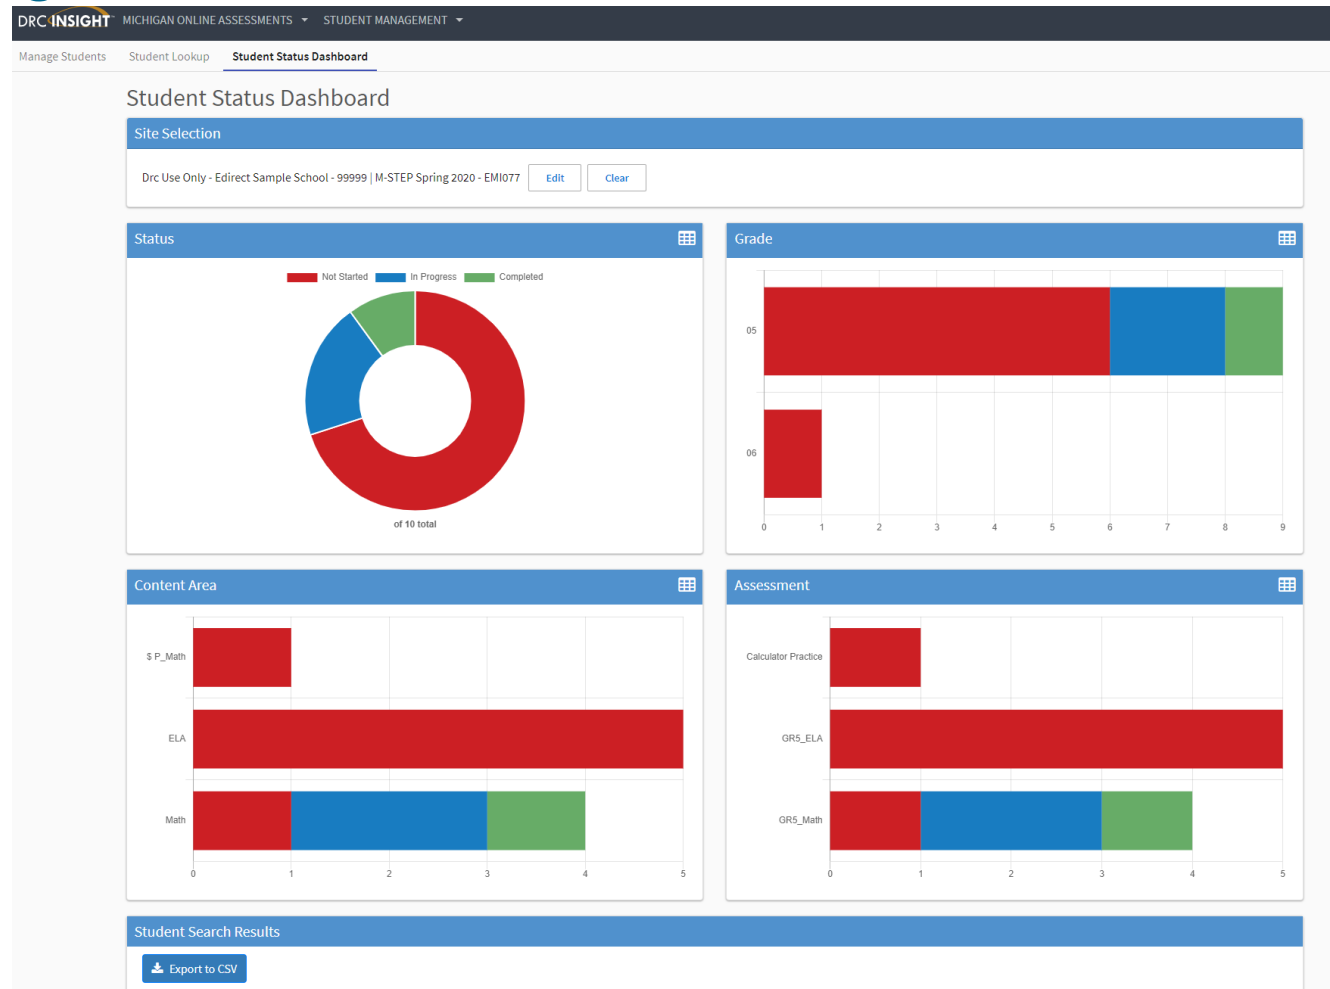 DRC INSIGHT™ MICHIGAN ONLINE ASSESSMENTS STUDENT MANAGEMENT
Manage Students Student Lookup Student Status Dashboard
Student Status Dashboard
Site Selection
Drc Use Only - Edirect Sample School - 99999 | M-STEP Spring 2020 - EMI077 Edit Clear
Status
Not Started In Progress Completed
of 10 total
Grade
05
06
0 1 2 3 4 5 6 7 8 9
Content Area
$ P_Math
ELA
Math
0 1 2 3 4 5
Assessment
Calculator Practice
GR5_ELA
GR5_Math
0 1 2 3 4 5
Student Search Results
Export to CSV